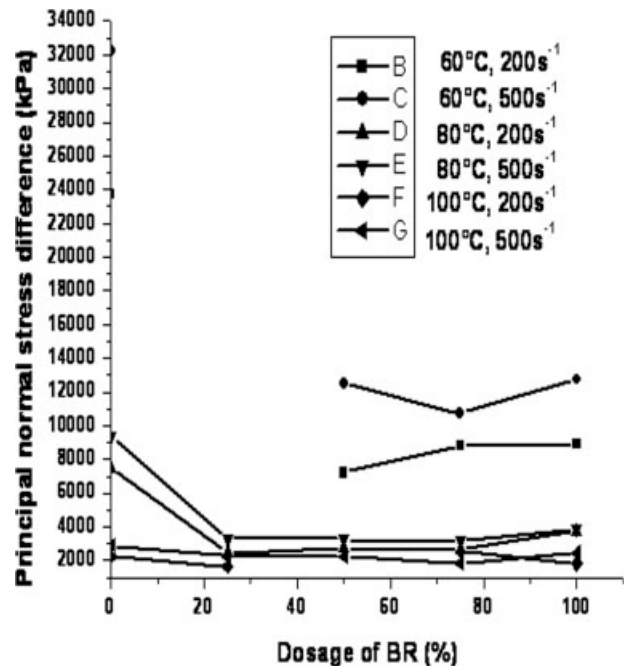 Principal normal stress difference (kPa)
34000
32000
30000
28000
26000
24000
22000
20000
18000
16000
14000
12000
10000
8000
6000
4000
2000
B 60°C, 200s⁻¹
C 60°C, 500s⁻¹
D 80°C, 200s⁻¹
E 80°C, 500s⁻¹
F 100°C, 200s⁻¹
G 100°C, 500s⁻¹
0 20 40 60 80 100
Dosage of BR (%)